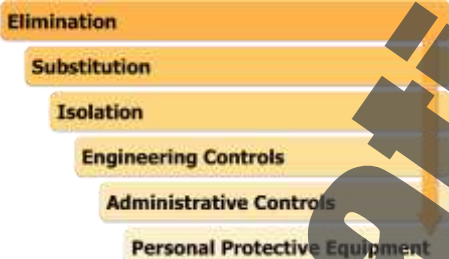 Elimination
Substitution
Isolation
Engineering Controls
Administrative Controls
Personal Protective Equipment